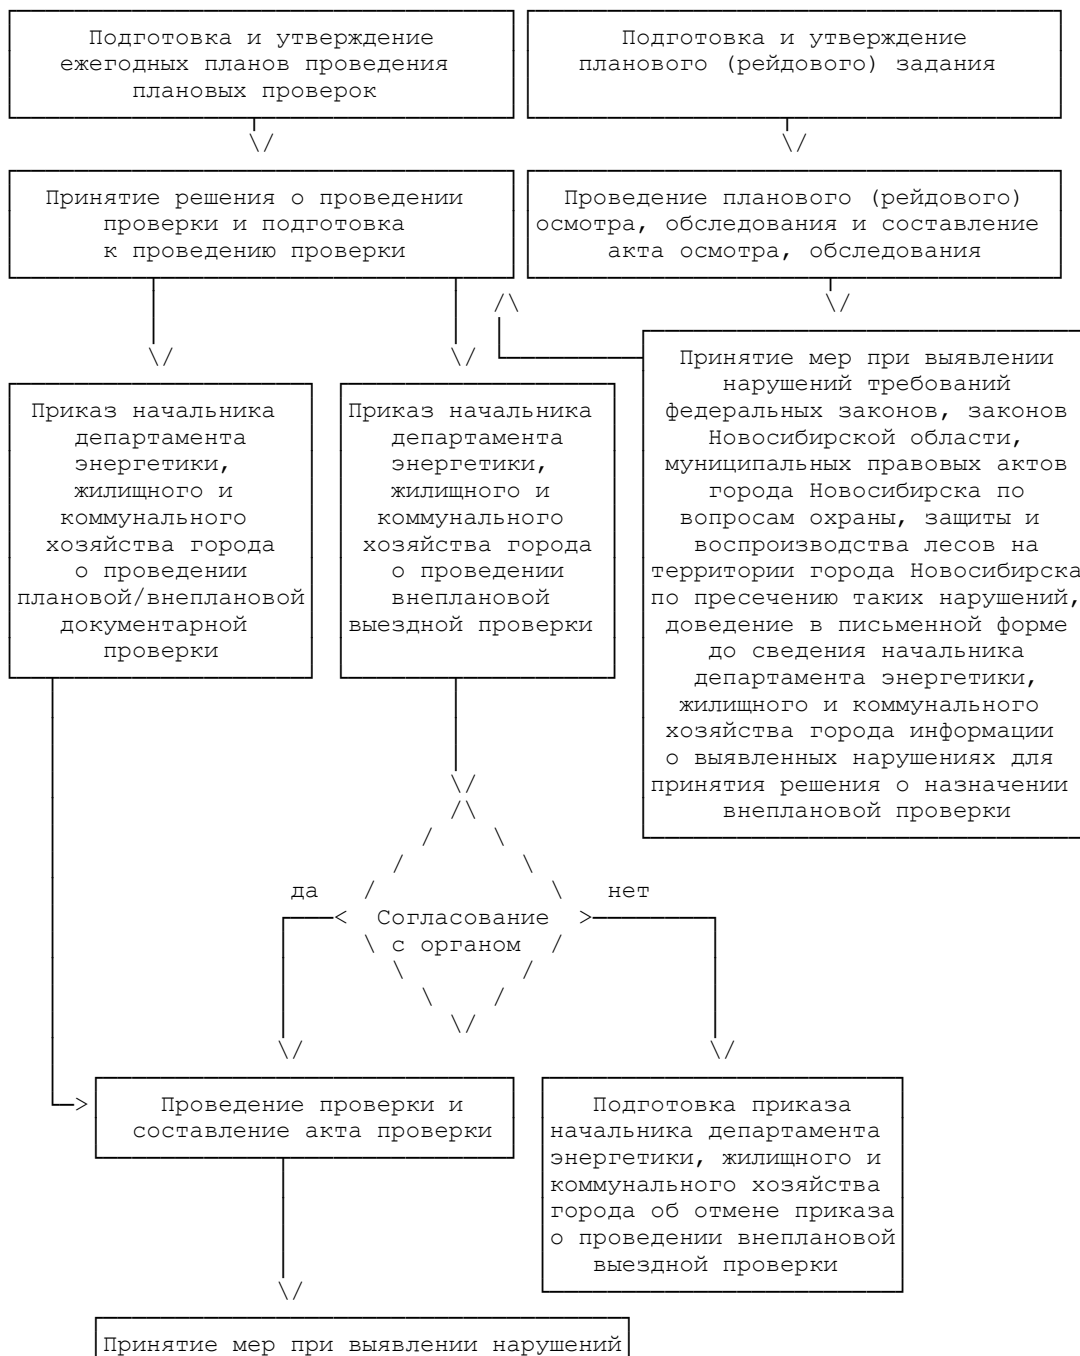 Подготовка и утверждение
ежегодных планов проведения
плановых проверок
Подготовка и утверждение
планового (рейдового) задания
Принятие решения о проведении
проверки и подготовка
к проведению проверки
Проведение планового (рейдового)
осмотра, обследования и составление
акта осмотра, обследования
Приказ начальника
департамента
энергетики,
жилищного и
коммунального
хозяйства города
о проведении
плановой/внеплановой
документарной
проверки
Приказ начальника
департамента
энергетики,
жилищного и
коммунального
хозяйства города
о проведении
внеплановой
выездной проверки
Принятие мер при выявлении
нарушений требований
федеральных законов, законов
Новосибирской области,
муниципальных правовых актов
города Новосибирска по
вопросам охраны, защиты и
воспроизводства лесов на
территории города Новосибирска
по пресечению таких нарушений,
доведение в письменной форме
до сведения начальника
департамента энергетики,
жилищного и коммунального
хозяйства города информации
о выявленных нарушениях для
принятия решения о назначении
внеплановой проверки
да
нет
Согласование
с органом
Проведение проверки и
составление акта проверки
Подготовка приказа
начальника департамента
энергетики, жилищного и
коммунального хозяйства
города об отмене приказа
о проведении внеплановой
выездной проверки
Принятие мер при выявлении нарушений